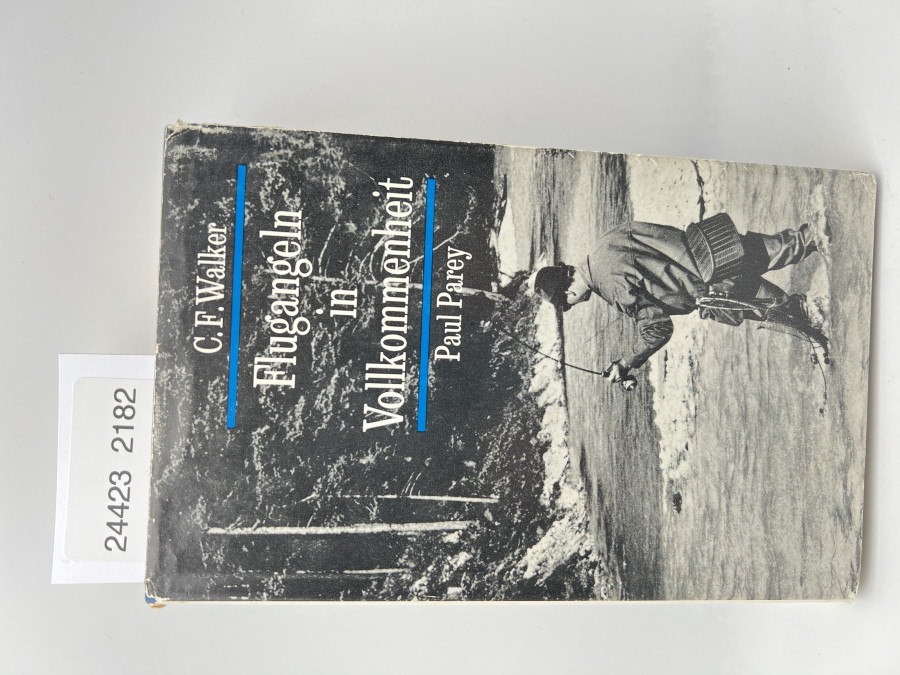 24423 2182
C.F. Walker
Flugangeln
in
Vollkommenheit
Paul Parey